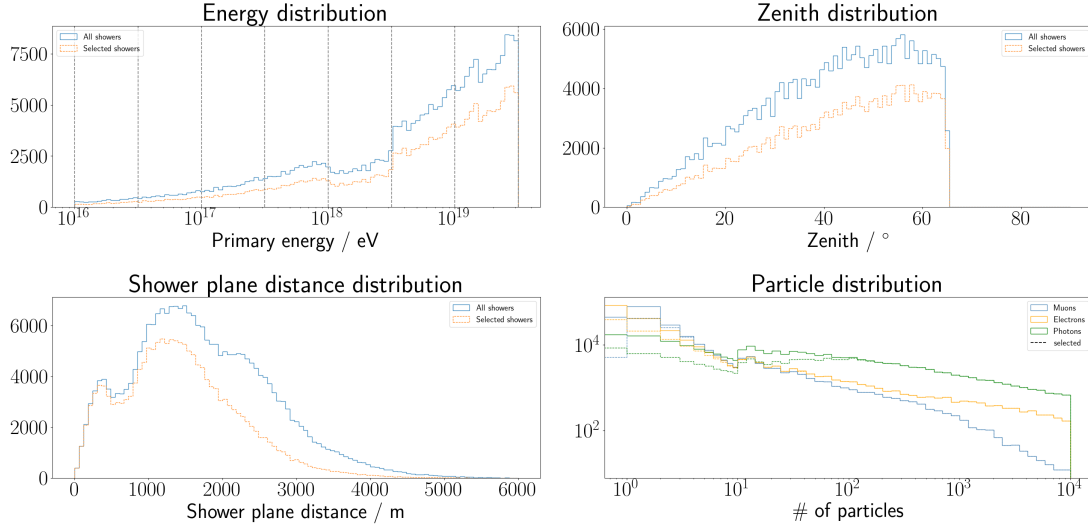 Energy distribution
All showers
Selected showers
7500
5000
2500
0
10^16
10^17
10^18
10^19
Primary energy / eV
Zenith distribution
All showers
Selected showers
6000
4000
2000
0
0
20
40
60
80
Zenith / °
Shower plane distance distribution
All showers
Selected showers
6000
4000
2000
0
0
1000
2000
3000
4000
5000
6000
Shower plane distance / m
Particle distribution
Muons
Electrons
Photons
selected
10^4
10^2
10^0
10^1
10^2
10^3
10^4
# of particles